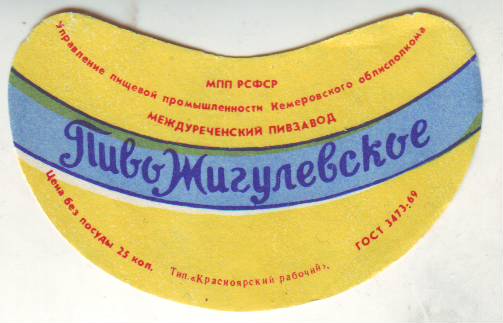 Управление пищевой промышленности Кемеровского облисполкома
МПП РСФСР
МЕЖДУРЕЧЕНСКИЙ ПИВЗАВОД
Пиво Жигулевское
Цена без посуды 25 коп.
Тип. «Красноярский рабочий».
ГОСТ 3473-69